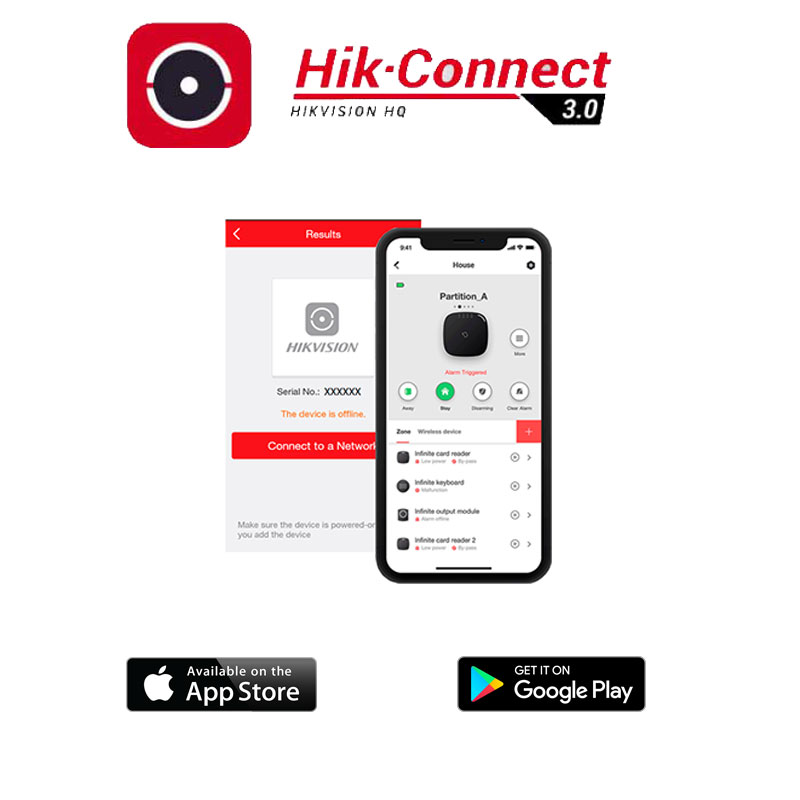 Hik-Connect
HIKVISION HQ
3.0
Results
HIKVISION
Serial No.: XXXXXX
The device is offline.
Connect to a Network
Make sure the device is powered-on
you add the device
9:41
House
Partition_A
More
Alarm Triggered
Away
Stay
Disarming
Clear Alarm
Zone
Wireless device
+
Infinite card reader
Low power
By-pass
Infinite keyboard
Malfunction
Infinite output module
Alarm offline
Infinite card reader 2
Low power
By-pass
Available on the
App Store
GET IT ON
Google Play